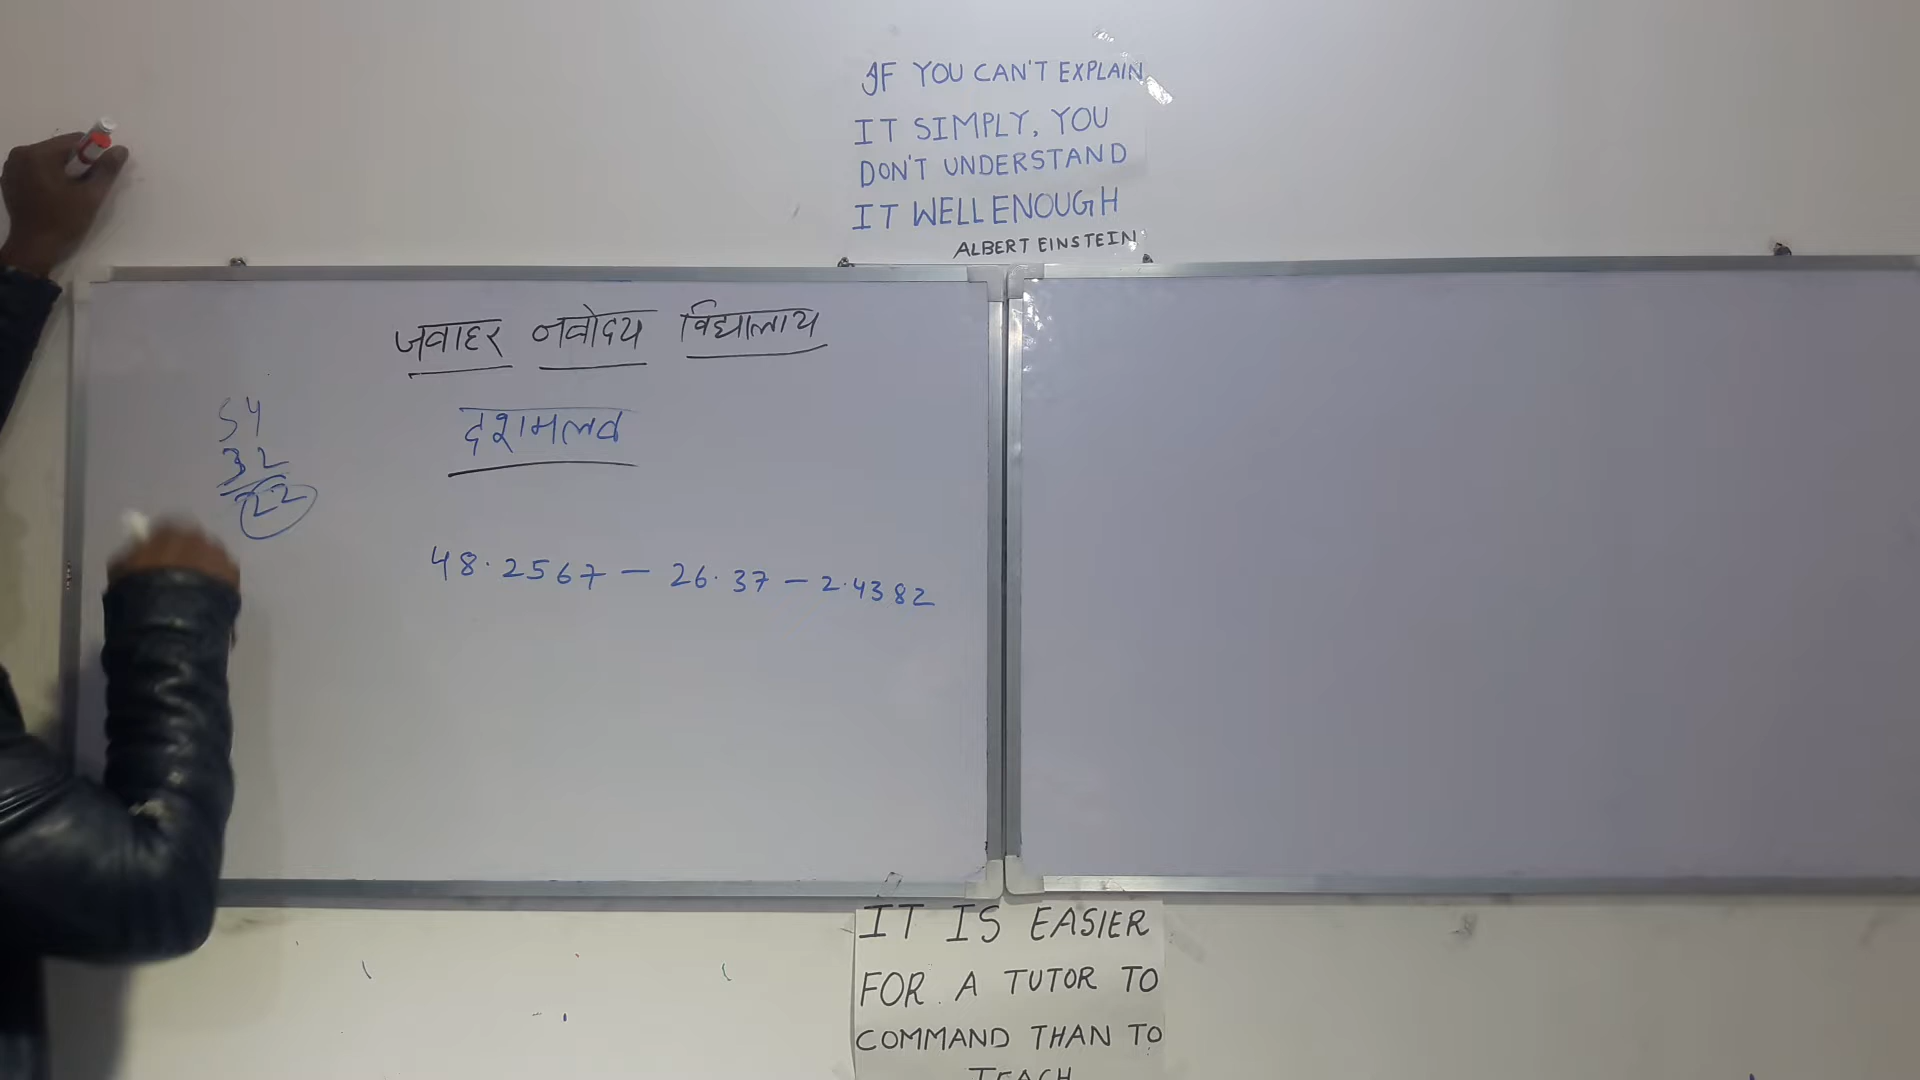 IF YOU CAN'T EXPLAIN
IT SIMPLY, YOU
DON'T UNDERSTAND
IT WELL ENOUGH
ALBERT EINSTEIN
जवाहर नवोदय विद्यालाय
दशमलव
54
32
22
48.2567 - 26.37 - 2.4382
IT IS EASIER
FOR A TUTOR TO
COMMAND THAN TO
TEACH